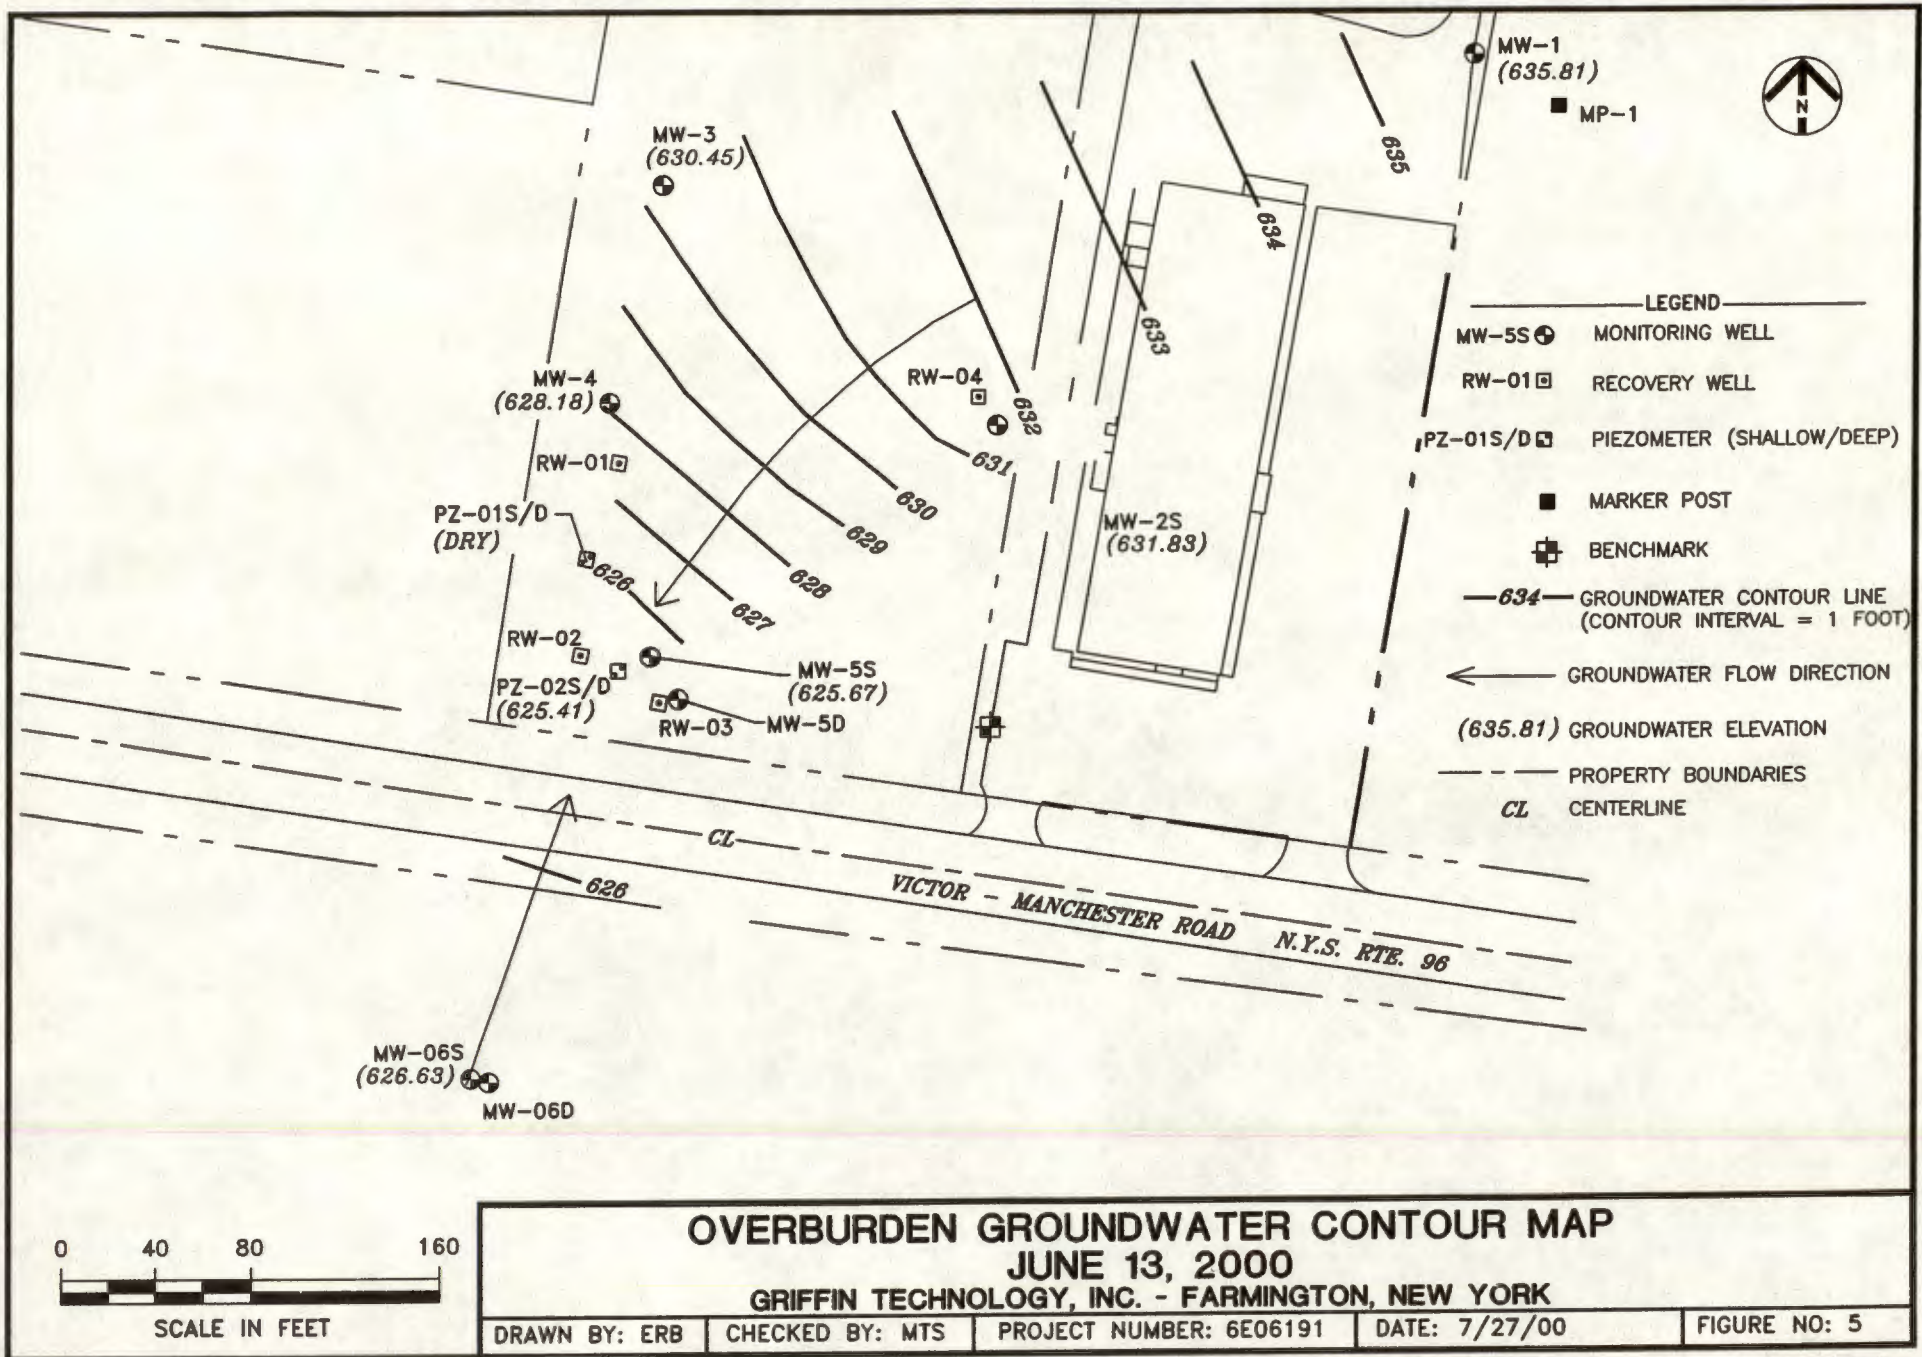 MW-1
(635.81)
MP-1
N
MW-3
(630.45)
635
634
633
632
631
630
629
628
627
626
RW-04
MW-4
(628.18)
RW-01
PZ-01S/D
(DRY)
MW-2S
(631.83)
RW-02
PZ-02S/D
(625.41)
MW-5S
(625.67)
RW-03
MW-5D
LEGEND
MW-5S MONITORING WELL
RW-01 RECOVERY WELL
PZ-01S/D PIEZOMETER (SHALLOW/DEEP)
MARKER POST
BENCHMARK
634 GROUNDWATER CONTOUR LINE
(CONTOUR INTERVAL = 1 FOOT)
GROUNDWATER FLOW DIRECTION
(635.81) GROUNDWATER ELEVATION
PROPERTY BOUNDARIES
CL CENTERLINE
CL
626
VICTOR - MANCHESTER ROAD N.Y.S. RTE. 96
MW-06S
(626.63)
MW-06D
0 40 80 160
SCALE IN FEET
OVERBURDEN GROUNDWATER CONTOUR MAP
JUNE 13, 2000
GRIFFIN TECHNOLOGY, INC. - FARMINGTON, NEW YORK
DRAWN BY: ERB CHECKED BY: MTS PROJECT NUMBER: 6E06191 DATE: 7/27/00 FIGURE NO: 5